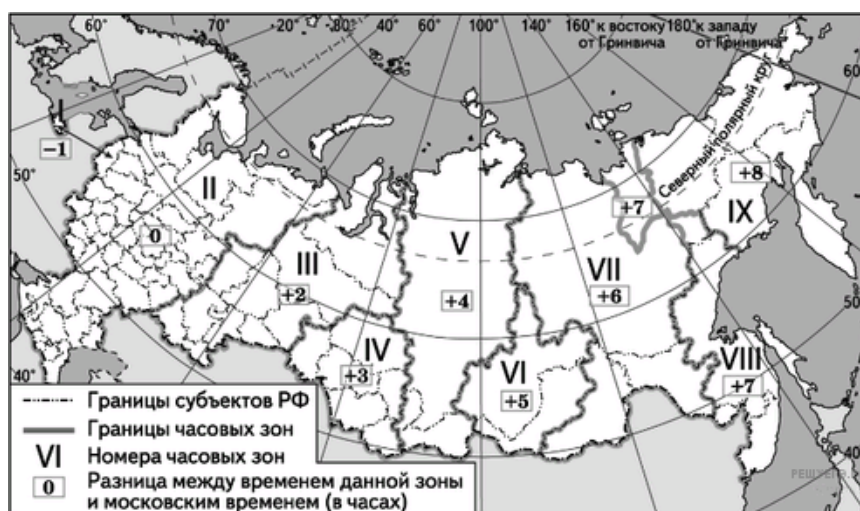 60° 20° 40° 60° 80° 100° 120° 140° 160° к востоку 180° к западу
от Гринвича от Гринвича
60°
Северный полярный круг
I
−1
50°
II
0
III
+2
IV
+3
V
+4
VI
+5
VII
+6
+7
+8
IX
VIII
+7
50°
40°
40°
Границы субъектов РФ
Границы часовых зон
VI Номера часовых зон
0 Разница между временем данной зоны
и московским временем (в часах)